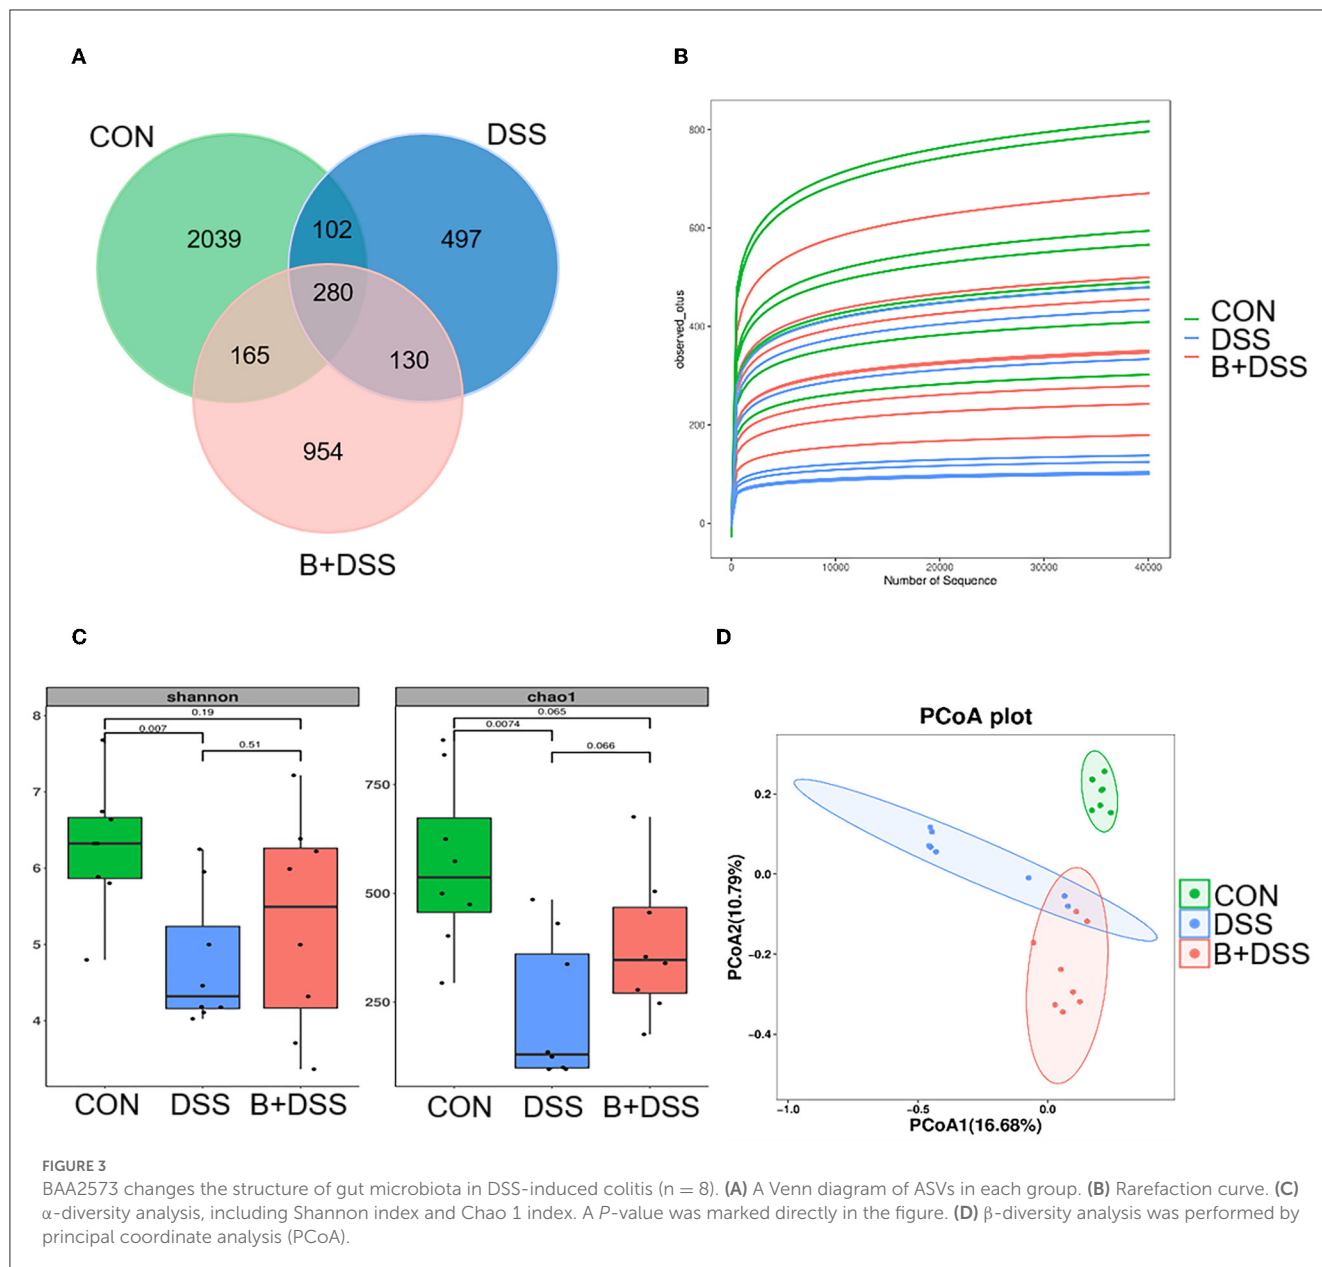 A
CON
DSS
2039
102
497
280
165
130
954
B+DSS
B
800
600
400
200
0
observed_otus
0
10000
20000
30000
40000
Number of Sequence
CON
DSS
B+DSS
C
shannon
0.19
0.007
0.51
8
7
6
5
4
CON
DSS
B+DSS
chao1
0.065
0.0074
0.066
750
500
250
CON
DSS
B+DSS
D
PCoA plot
0.2
0.0
−0.2
−0.4
PCoA2(10.79%)
−1.0
−0.5
0.0
PCoA1(16.68%)
CON
DSS
B+DSS
FIGURE 3
BAA2573 changes the structure of gut microbiota in DSS-induced colitis (n = 8). (A) A Venn diagram of ASVs in each group. (B) Rarefaction curve. (C)
α-diversity analysis, including Shannon index and Chao 1 index. A P-value was marked directly in the figure. (D) β-diversity analysis was performed by
principal coordinate analysis (PCoA).